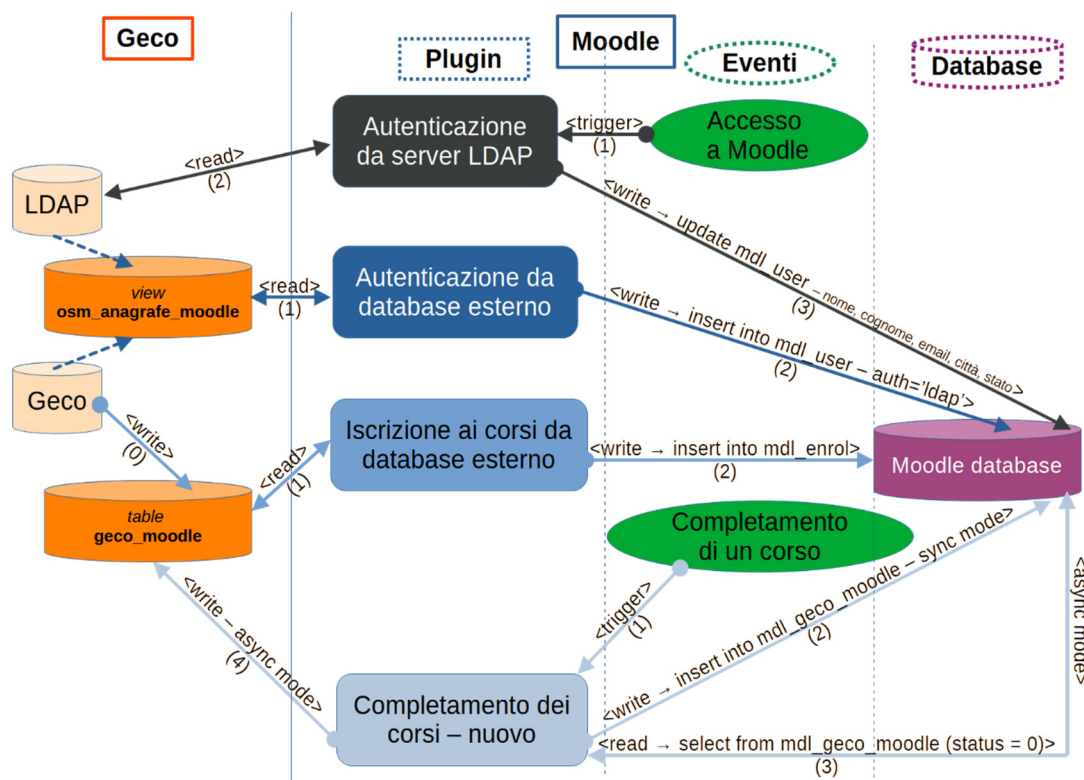 Geco
Moodle
Plugin
Eventi
Database
Autenticazione
da server LDAP
<trigger>
(1)
Accesso
a Moodle
<read>
(2)
LDAP
<write → update mdl_user – nome, cognome, email, città, stato>
(3)
view
osm_anagrafe_moodle
<read>
(1)
Autenticazione da
database esterno
<write → insert into mdl_user – auth='ldap'>
(2)
Geco
<write>
(0)
<read>
(1)
Iscrizione ai corsi da
database esterno
<write → insert into mdl_enrol>
(2)
Moodle database
table
geco_moodle
Completamento
di un corso
<trigger>
(1)
<write → insert into mdl_geco_moodle – sync mode>
(2)
<async mode>
<write – async mode>
(4)
Completamento dei
corsi – nuovo
<read → select from mdl_geco_moodle (status = 0)>
(3)